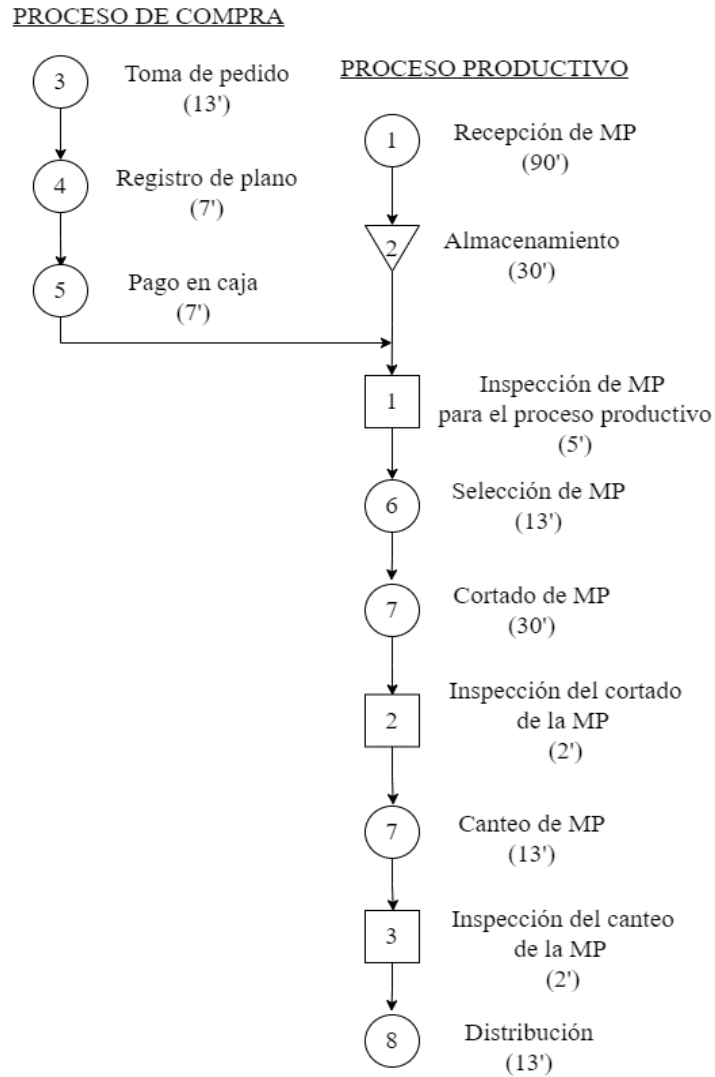 PROCESO DE COMPRA
3
Toma de pedido
(13')
4
Registro de plano
(7')
5
Pago en caja
(7')
PROCESO PRODUCTIVO
1
Recepción de MP
(90')
2
Almacenamiento
(30')
1
Inspección de MP
para el proceso productivo
(5')
6
Selección de MP
(13')
7
Cortado de MP
(30')
2
Inspección del cortado
de la MP
(2')
7
Canteo de MP
(13')
3
Inspección del canteo
de la MP
(2')
8
Distribución
(13')